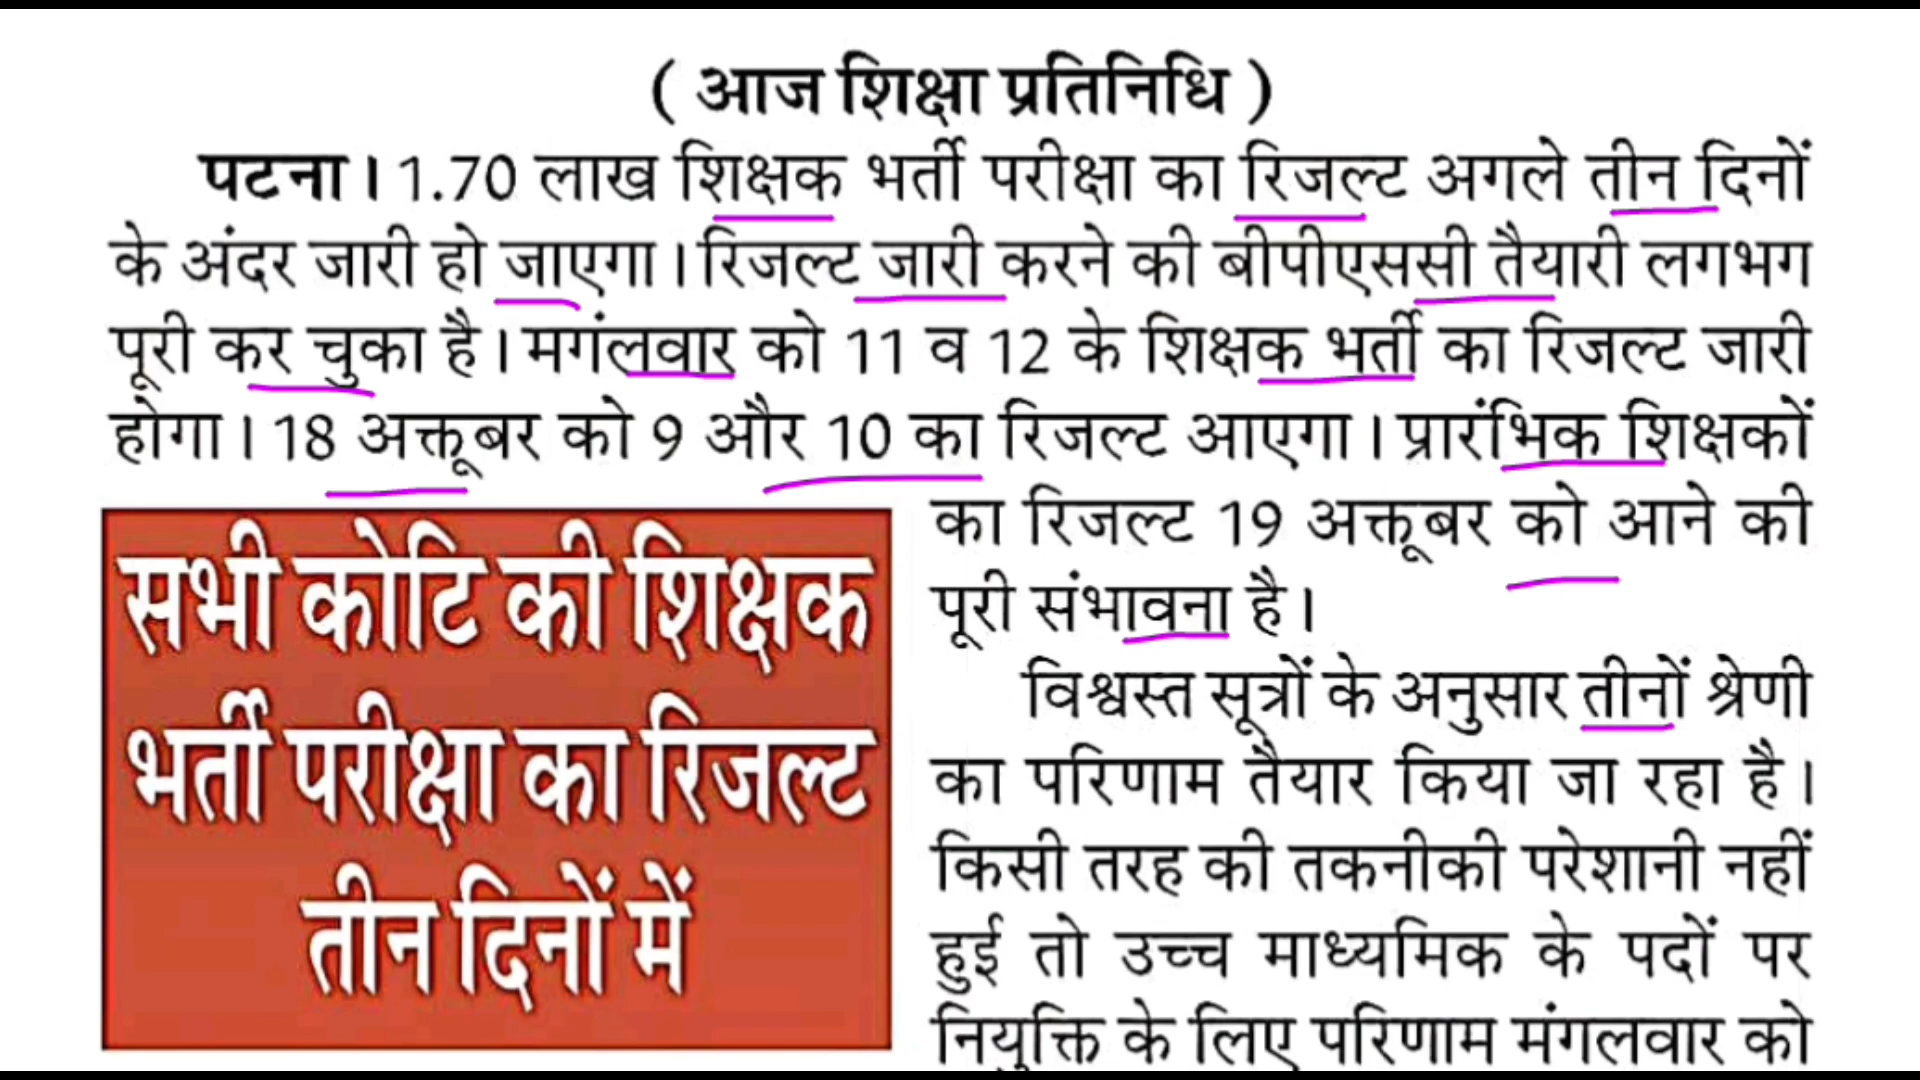 ( आज शिक्षा प्रतिनिधि )
पटना। 1.70 लाख शिक्षक भर्ती परीक्षा का रिजल्ट अगले तीन दिनों
के अंदर जारी हो जाएगा। रिजल्ट जारी करने की बीपीएससी तैयारी लगभग
पूरी कर चुका है। मगंलवार को 11 व 12 के शिक्षक भर्ती का रिजल्ट जारी
होगा। 18 अक्तूबर को 9 और 10 का रिजल्ट आएगा। प्रारंभिक शिक्षकों
का रिजल्ट 19 अक्तूबर को आने की
पूरी संभावना है।
विश्वस्त सूत्रों के अनुसार तीनों श्रेणी
का परिणाम तैयार किया जा रहा है।
किसी तरह की तकनीकी परेशानी नहीं
हुई तो उच्च माध्यमिक के पदों पर
नियुक्ति के लिए परिणाम मंगलवार को
सभी कोटि की शिक्षक
भर्ती परीक्षा का रिजल्ट
तीन दिनों में